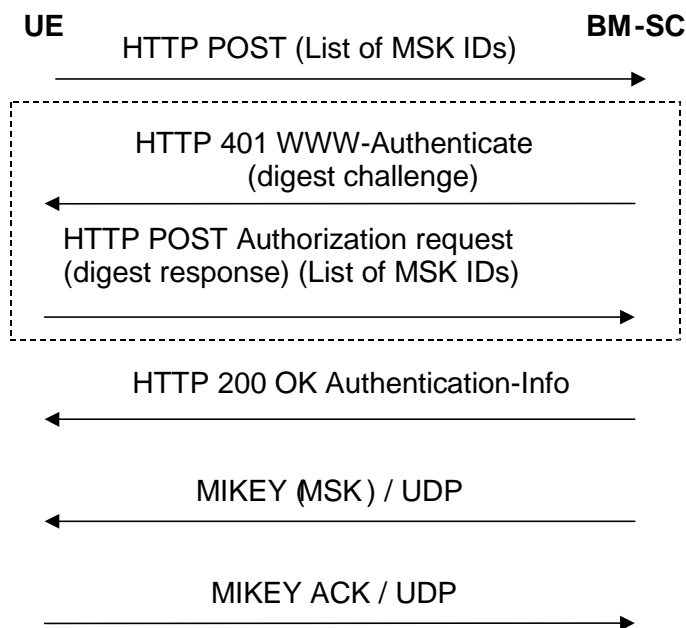 UE BM-SC
HTTP POST (List of MSK IDs)
HTTP 401 WWW-Authenticate
(digest challenge)
HTTP POST Authorization request
(digest response) (List of MSK IDs)
HTTP 200 OK Authentication-Info
MIKEY (MSK) / UDP
MIKEY ACK / UDP